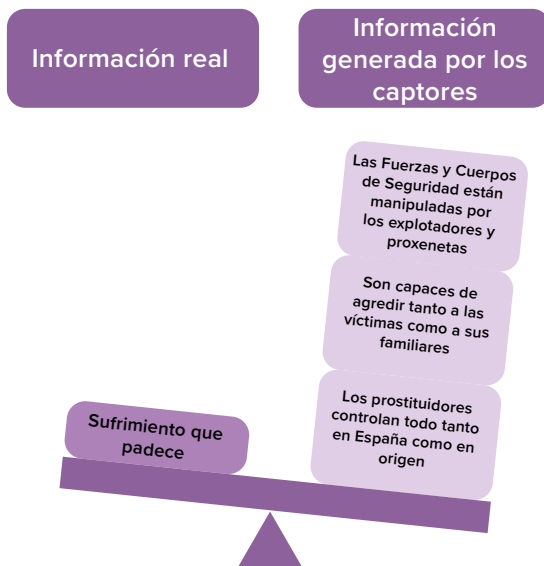 Información real
Información
generada por los
captores
Las Fuerzas y Cuerpos
de Seguridad están
manipuladas por
los explotadores y
proxenetas
Son capaces de
agredir tanto a las
víctimas como a sus
familiares
Los prostituidores
controlan todo tanto
en España como en
origen
Sufrimiento que
padece